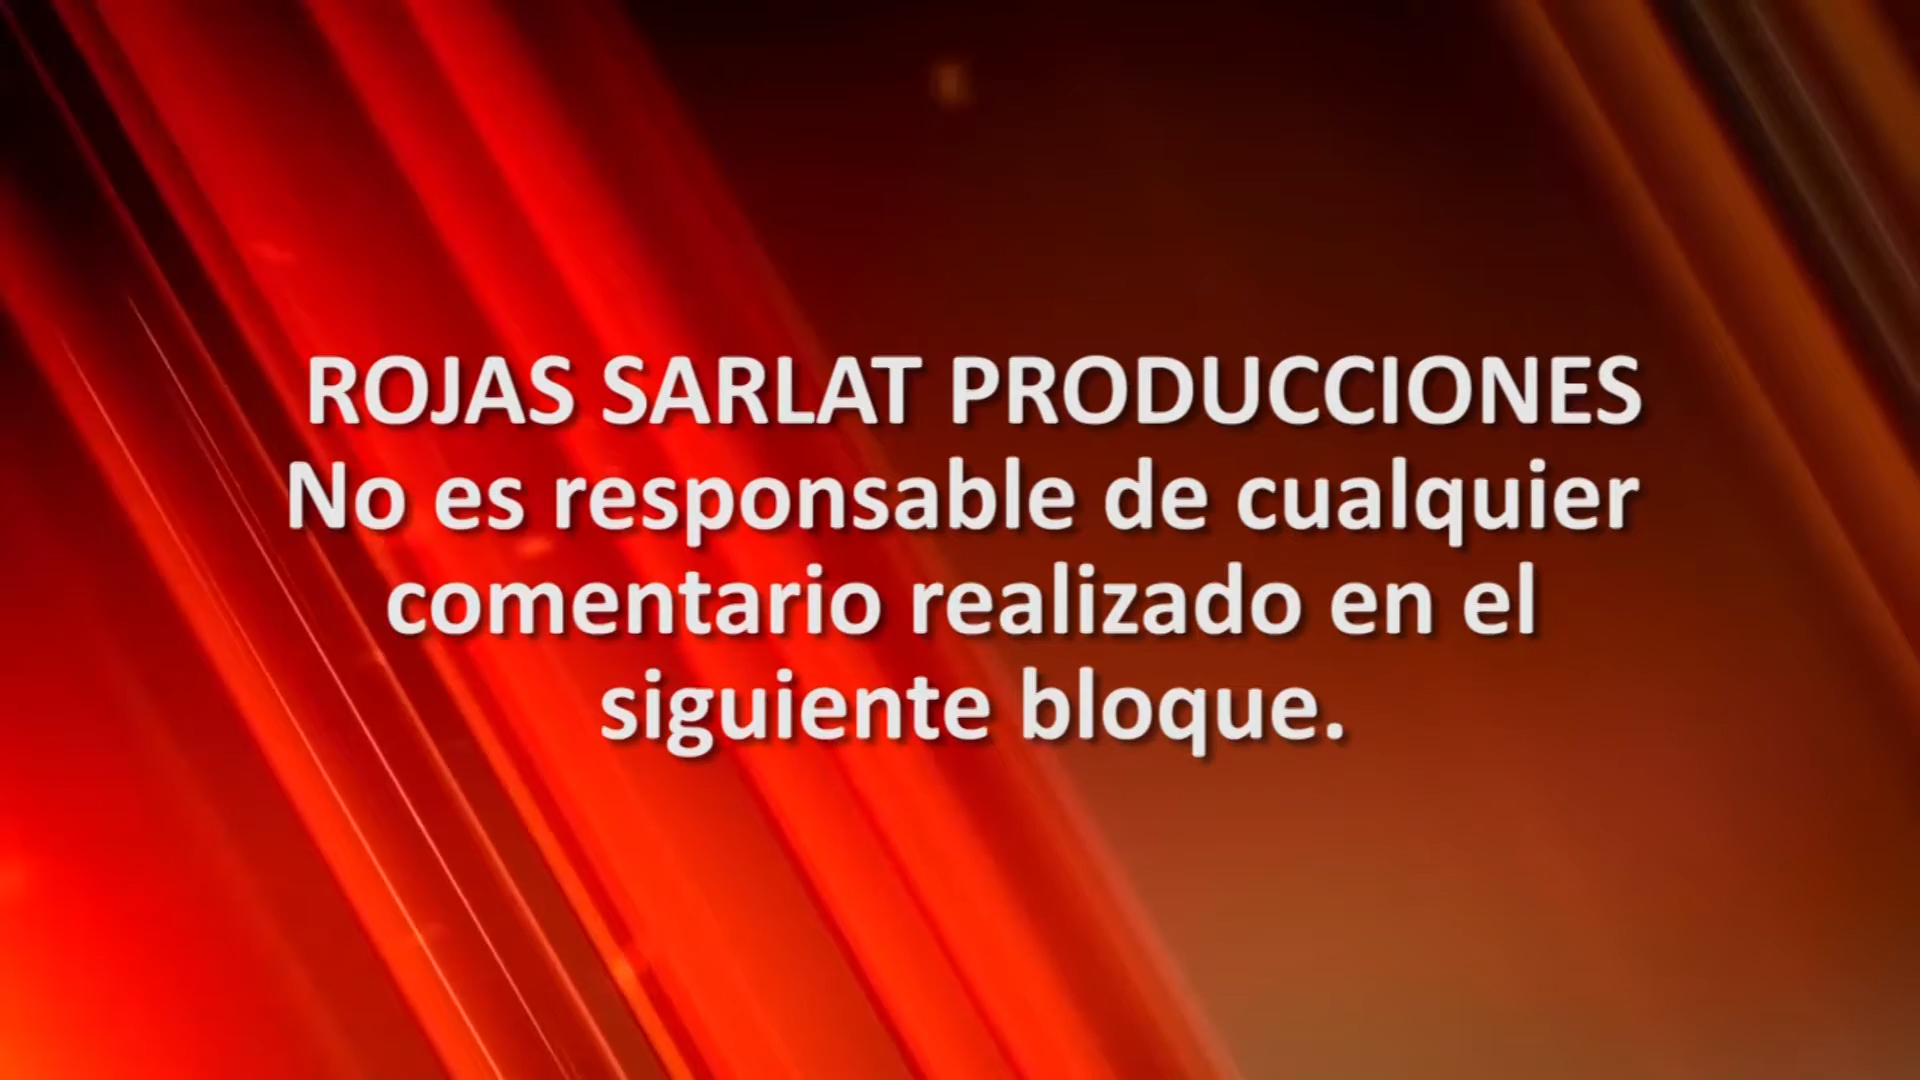 ROJAS SARLAT PRODUCCIONES
No es responsable de cualquier
comentario realizado en el
siguiente bloque.